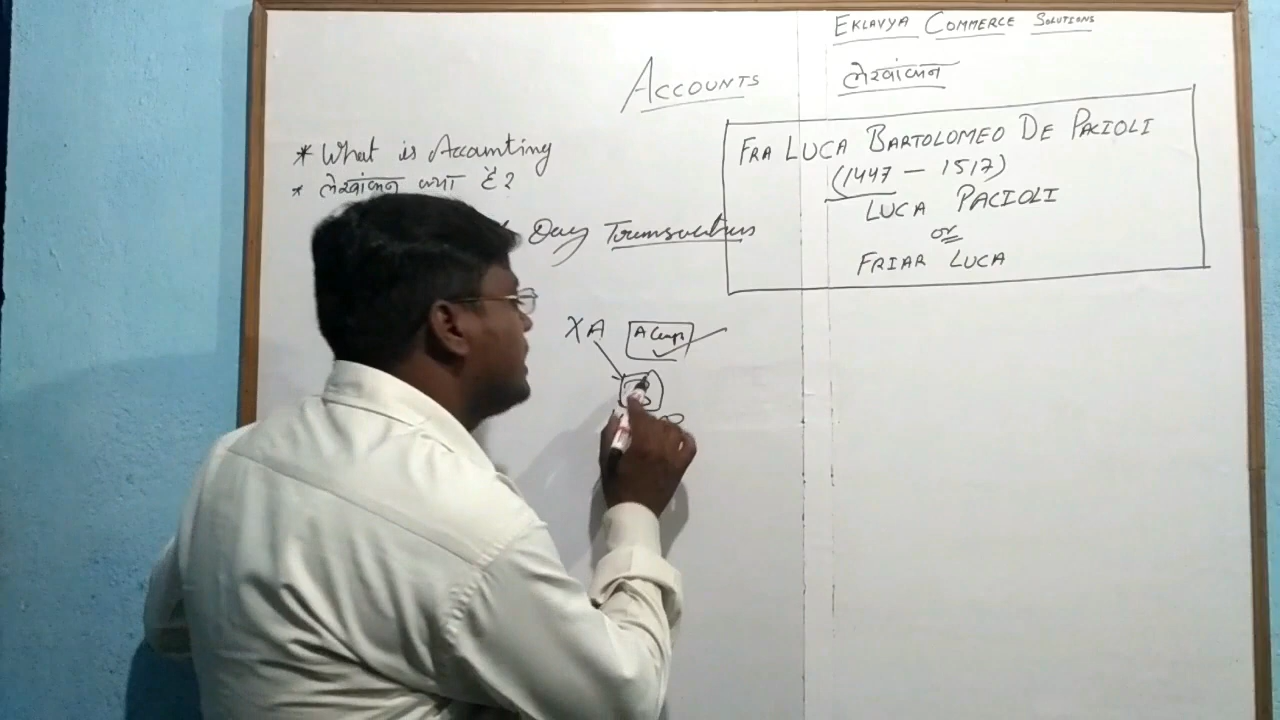 EKLAVYA COMMERCE SOLUTIONS
ACCOUNTS
लेखांकन
* What is Accounting
* लेखांकन क्या है?
Day Transactions
FRA LUCA BARTOLOMEO DE PACIOLI
(1447 – 1517)
LUCA PACIOLI
or
FRIAR LUCA
X A
A